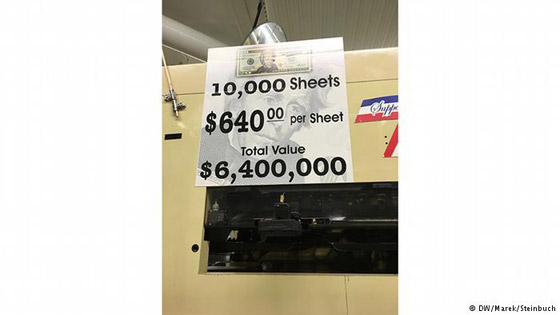 10,000 Sheets
$640.00 per Sheet
Total Value
$6,400,000
© DW/Marek/Steinbuch